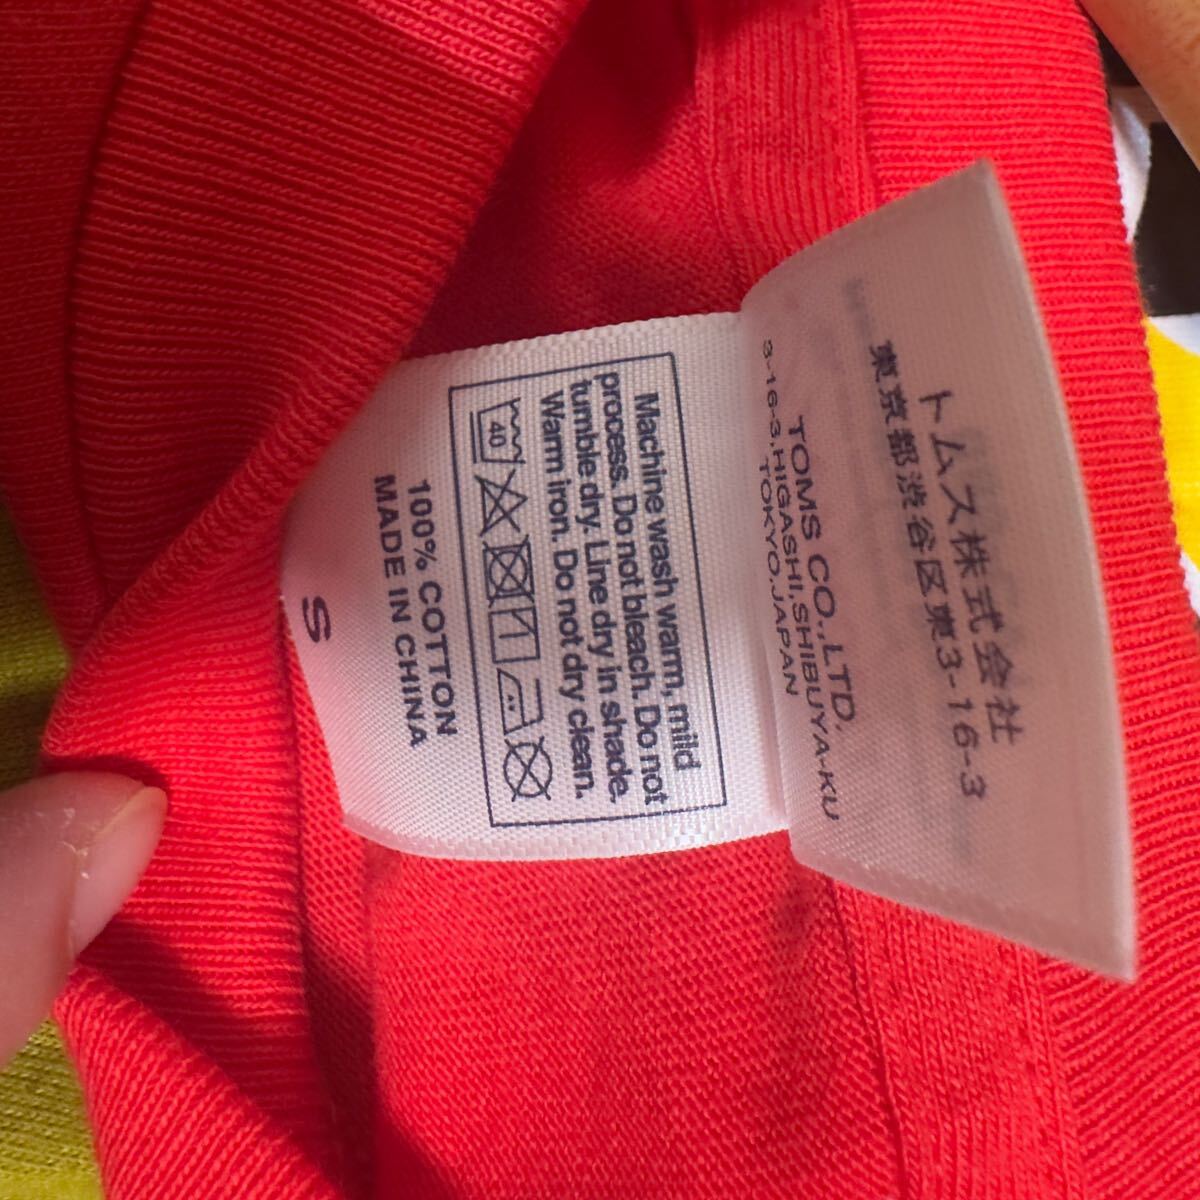 トムス株式会社
東京都渋谷区東3-16-3
TOMS CO.,LTD.
3-16-3,HIGASHI,SHIBUYA-KU
TOKYO.JAPAN
Machine wash warm, mild
process. Do not bleach. Do not
tumble dry. Line dry in shade.
Warm iron. Do not dry clean.
40
100% COTTON
MADE IN CHINA
S